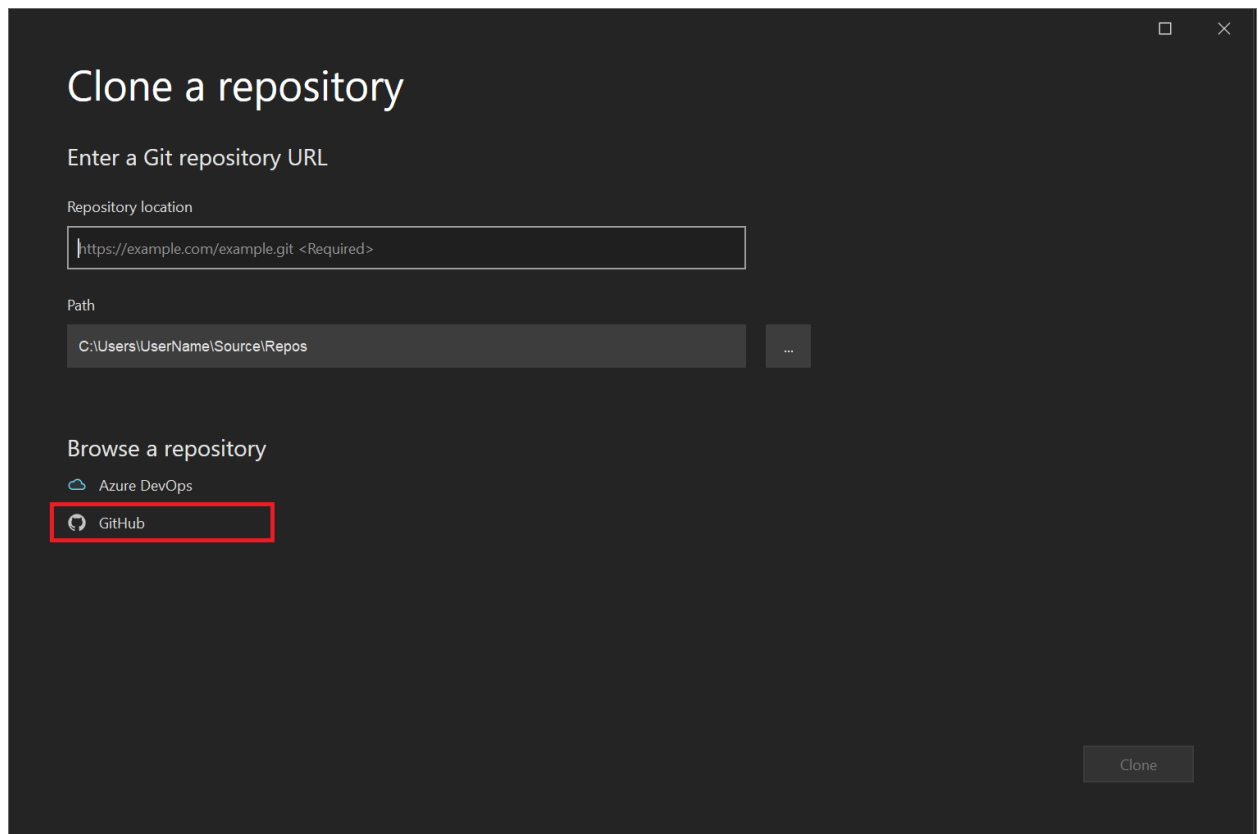 Clone a repository
Enter a Git repository URL
Repository location
https://example.com/example.git <Required>
Path
C:\Users\UserName\Source\Repos
...
Browse a repository
Azure DevOps
GitHub
Clone